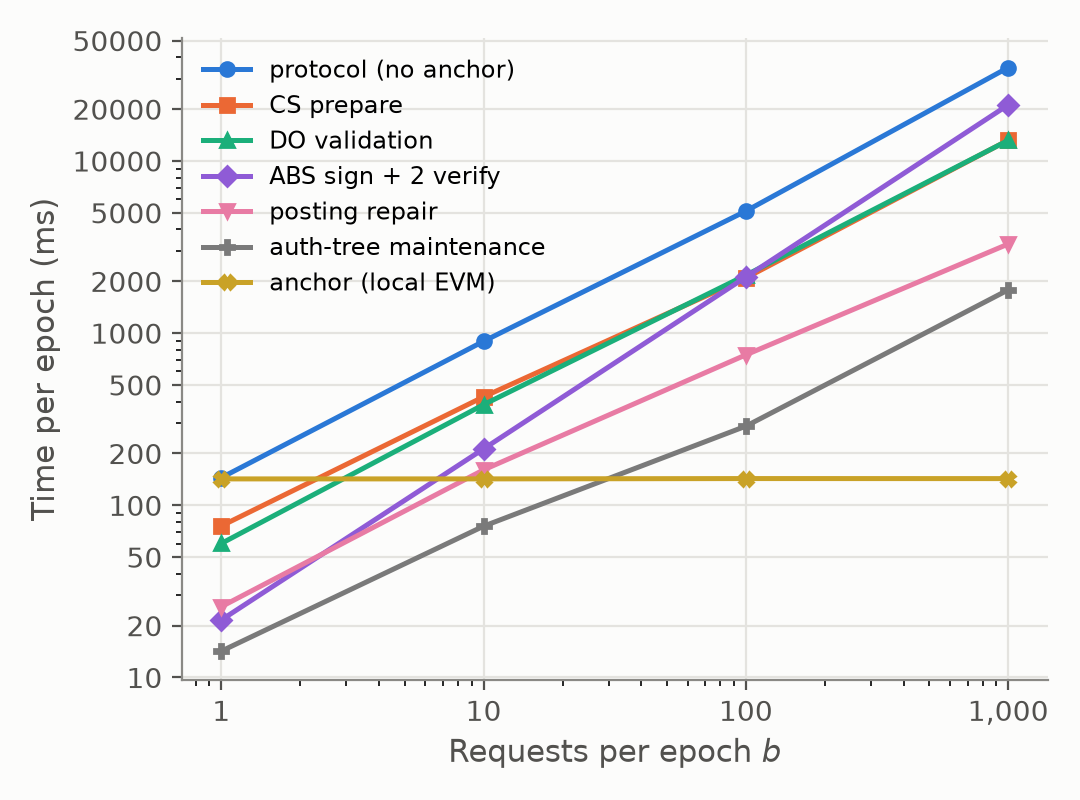 50000
20000
10000
5000
2000
1000
500
200
100
50
20
10
Time per epoch (ms)
protocol (no anchor)
CS prepare
DO validation
ABS sign + 2 verify
posting repair
auth-tree maintenance
anchor (local EVM)
1 10 100 1,000
Requests per epoch b